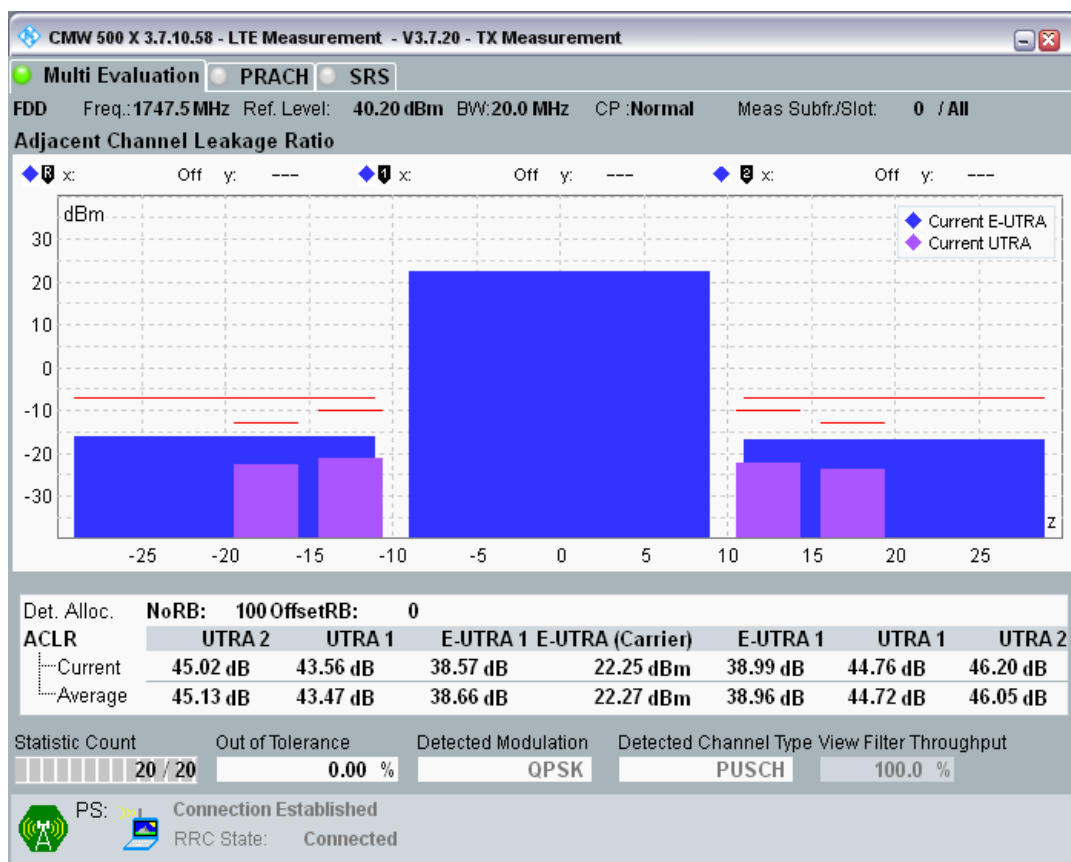 CMW 500 X 3.7.10.58 - LTE Measurement - V3.7.20 - TX Measurement
Multi Evaluation PRACH SRS
FDD Freq.: 1747.5 MHz Ref. Level: 40.20 dBm BW: 20.0 MHz CP : Normal Meas Subfr./Slot: 0 / All
Adjacent Channel Leakage Ratio
R x: Off y: --- 1 x: Off y: --- 2 x: Off y: ---
dBm
Current E-UTRA
Current UTRA
30
20
10
0
-10
-20
-30
z
-25 -20 -15 -10 -5 0 5 10 15 20 25
Det. Alloc. NoRB: 100 OffsetRB: 0
ACLR UTRA 2 UTRA 1 E-UTRA 1 E-UTRA (Carrier) E-UTRA 1 UTRA 1 UTRA 2
Current 45.02 dB 43.56 dB 38.57 dB 22.25 dBm 38.99 dB 44.76 dB 46.20 dB
Average 45.13 dB 43.47 dB 38.66 dB 22.27 dBm 38.96 dB 44.72 dB 46.05 dB
Statistic Count Out of Tolerance Detected Modulation Detected Channel Type View Filter Throughput
20 / 20 0.00 % QPSK PUSCH 100.0 %
PS: Connection Established
RRC State: Connected